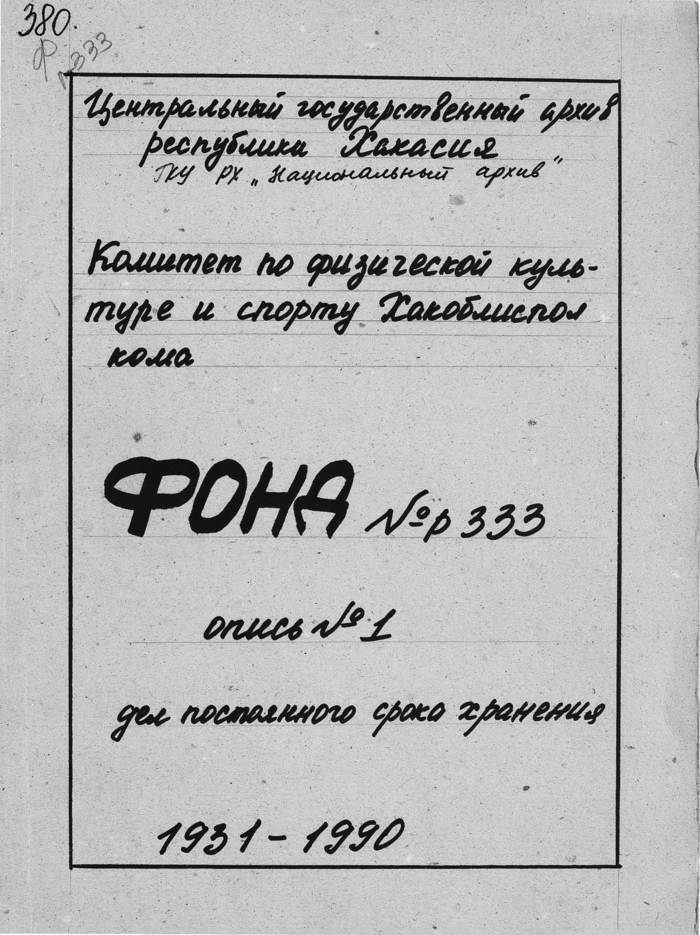 380.
Ф р 333
Центральный государственный архив
республики Хакасия
ГКУ РХ „Национальный архив"
Комитет по физической куль-
туре и спорту Хакоблиспол
кома
ФОНД №р 333
опись №1
дел постоянного срока хранения
1931 - 1990